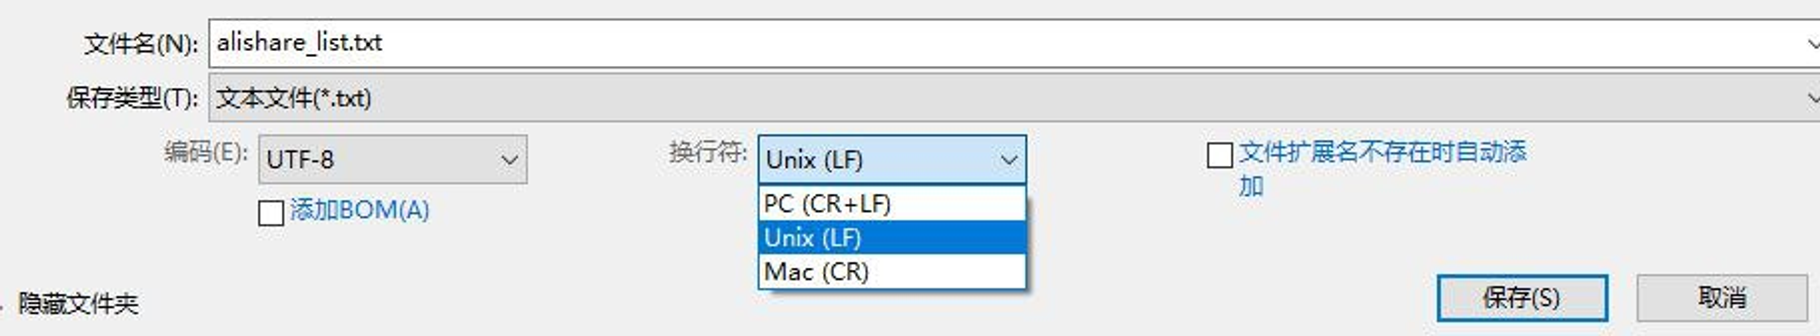 文件名(N): alishare_list.txt
保存类型(T): 文本文件(*.txt)
编码(E): UTF-8 换行符: Unix (LF) 文件扩展名不存在时自动添
加
添加BOM(A) PC (CR+LF)
Unix (LF)
Mac (CR)
隐藏文件夹 保存(S) 取消